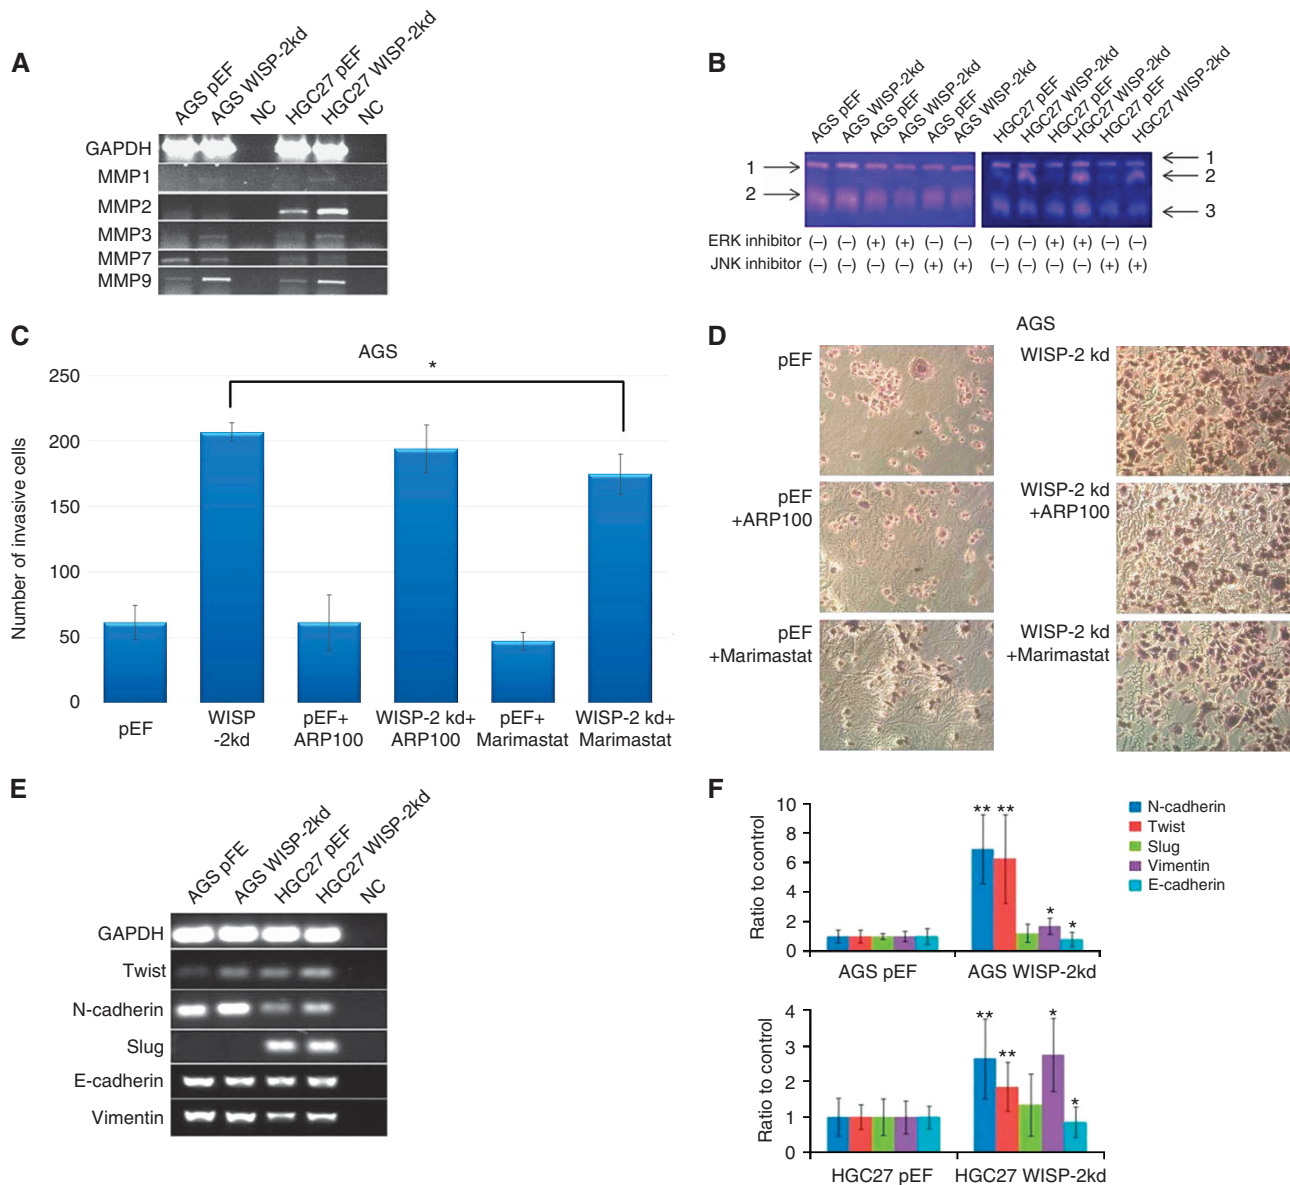 A
AGS pEF
AGS WISP-2kd
NC
HGC27 pEF
HGC27 WISP-2kd
NC
GAPDH
MMP1
MMP2
MMP3
MMP7
MMP9
B
AGS pEF
AGS WISP-2kd
AGS pEF
AGS WISP-2kd
AGS pEF
AGS WISP-2kd
HGC27 pEF
HGC27 WISP-2kd
HGC27 pEF
HGC27 WISP-2kd
HGC27 pEF
HGC27 WISP-2kd
1
2
1
2
3
ERK inhibitor (–) (–) (+) (+) (–) (–) (–) (–) (+) (+) (–) (–)
JNK inhibitor (–) (–) (–) (–) (+) (+) (–) (–) (–) (–) (+) (+)
C
AGS
*
Number of invasive cells
250
200
150
100
50
0
pEF
WISP
-2kd
pEF+
ARP100
WISP-2 kd+
ARP100
pEF+
Marimastat
WISP-2 kd+
Marimastat
D
AGS
pEF
WISP-2 kd
pEF
+ARP100
WISP-2 kd
+ARP100
pEF
+Marimastat
WISP-2 kd
+Marimastat
E
AGS pFE
AGS WISP-2kd
HGC27 pEF
HGC27 WISP-2kd
NC
GAPDH
Twist
N-cadherin
Slug
E-cadherin
Vimentin
F
Ratio to control
10
8
6
4
2
0
** **
*
*
AGS pEF
AGS WISP-2kd
N-cadherin
Twist
Slug
Vimentin
E-cadherin
Ratio to control
4
3
2
1
0
**
**
*
*
HGC27 pEF
HGC27 WISP-2kd